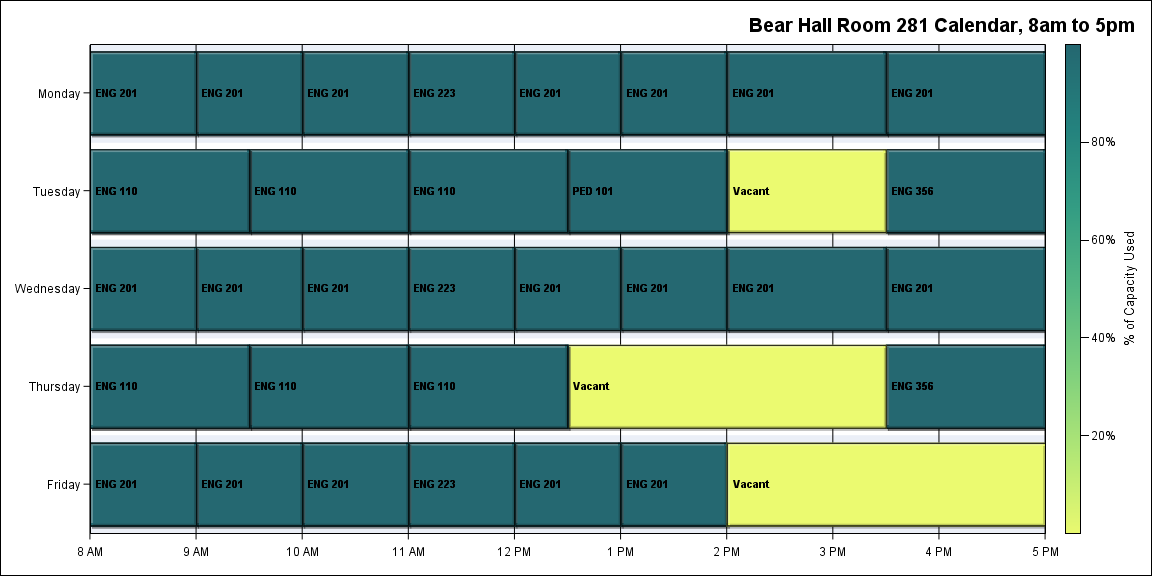 Bear Hall Room 281 Calendar, 8am to 5pm
Monday
ENG 201 ENG 201 ENG 201 ENG 223 ENG 201 ENG 201 ENG 201 ENG 201
Tuesday
ENG 110 ENG 110 ENG 110 PED 101 Vacant ENG 356
Wednesday
ENG 201 ENG 201 ENG 201 ENG 223 ENG 201 ENG 201 ENG 201 ENG 201
Thursday
ENG 110 ENG 110 ENG 110 Vacant ENG 356
Friday
ENG 201 ENG 201 ENG 201 ENG 223 ENG 201 ENG 201 Vacant
8 AM 9 AM 10 AM 11 AM 12 PM 1 PM 2 PM 3 PM 4 PM 5 PM
80%
60%
40%
20%
% of Capacity Used